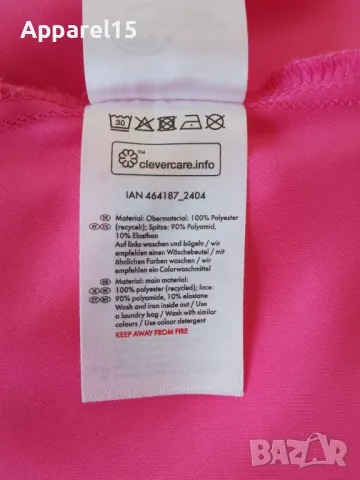 Apparel15
30
clevercare.info
IAN 464187_2404
Material: Obermaterial: 100% Polyester
(recycelt); Spitze: 90% Polyamid,
10% Elasthan
Auf links waschen und bügeln / mit
einem Wäschebeutel / mit
ähnlichen Farben waschen / wir
empfehlen ein Colorwaschmittel
Material: main material:
100% polyester (recycled); lace:
90% polyamide, 10% elastane
Wash and iron inside out / Use
a laundry bag / Wash with similar
colours / Use colour detergent
KEEP AWAY FROM FIRE
BAZAR